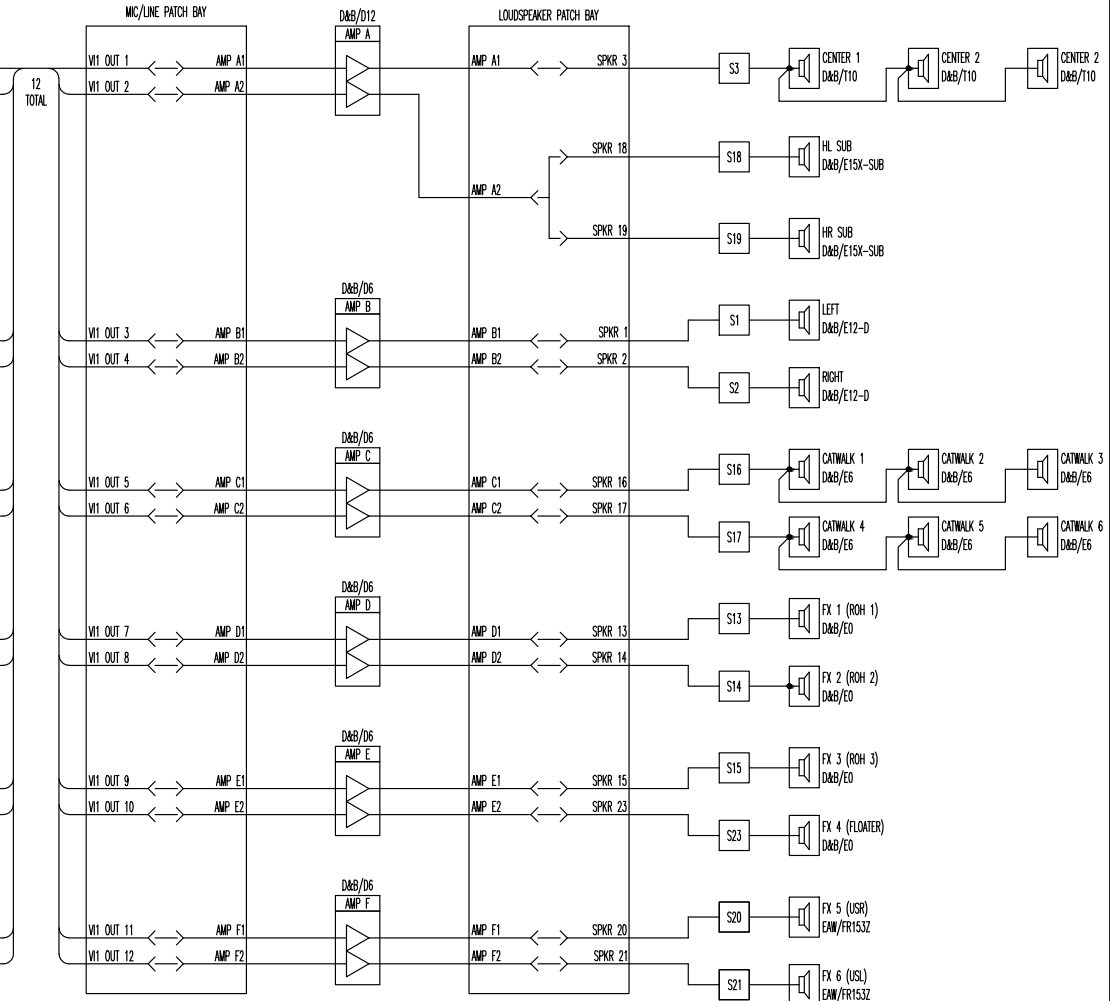 MIC/LINE PATCH BAY
D&B/D12
AMP A
LOUDSPEAKER PATCH BAY
12
TOTAL
VI1 OUT 1
AMP A1
AMP A1
SPKR 3
S3
CENTER 1
D&B/T10
CENTER 2
D&B/T10
CENTER 2
D&B/T10
VI1 OUT 2
AMP A2
SPKR 18
S18
HL SUB
D&B/E15X-SUB
AMP A2
SPKR 19
S19
HR SUB
D&B/E15X-SUB
D&B/D6
AMP B
VI1 OUT 3
AMP B1
AMP B1
SPKR 1
S1
LEFT
D&B/E12-D
VI1 OUT 4
AMP B2
AMP B2
SPKR 2
S2
RIGHT
D&B/E12-D
D&B/D6
AMP C
VI1 OUT 5
AMP C1
AMP C1
SPKR 16
S16
CATWALK 1
D&B/E6
CATWALK 2
D&B/E6
CATWALK 3
D&B/E6
VI1 OUT 6
AMP C2
AMP C2
SPKR 17
S17
CATWALK 4
D&B/E6
CATWALK 5
D&B/E6
CATWALK 6
D&B/E6
D&B/D6
AMP D
VI1 OUT 7
AMP D1
AMP D1
SPKR 13
S13
FX 1 (ROH 1)
D&B/E0
VI1 OUT 8
AMP D2
AMP D2
SPKR 14
S14
FX 2 (ROH 2)
D&B/E0
D&B/D6
AMP E
VI1 OUT 9
AMP E1
AMP E1
SPKR 15
S15
FX 3 (ROH 3)
D&B/E0
VI1 OUT 10
AMP E2
AMP E2
SPKR 23
S23
FX 4 (FLOATER)
D&B/E0
D&B/D6
AMP F
VI1 OUT 11
AMP F1
AMP F1
SPKR 20
S20
FX 5 (USR)
EAW/FR153Z
VI1 OUT 12
AMP F2
AMP F2
SPKR 21
S21
FX 6 (USL)
EAW/FR153Z